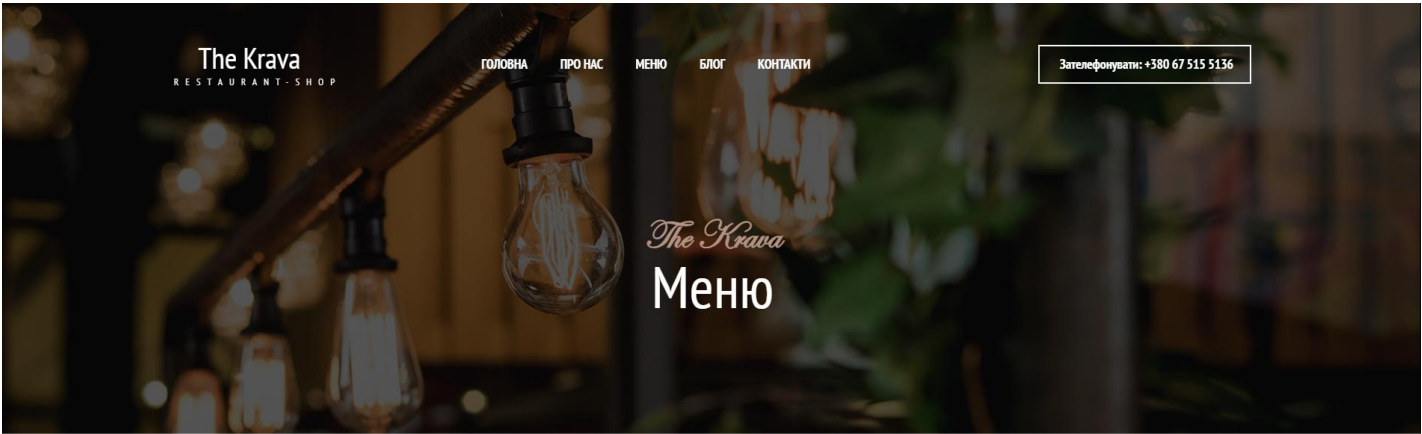 The Krava
RESTAURANT-SHOP
ГОЛОВНА ПРО НАС МЕНЮ БЛОГ КОНТАКТИ
Зателефонувати: +380 67 515 5136
The Krava
Меню